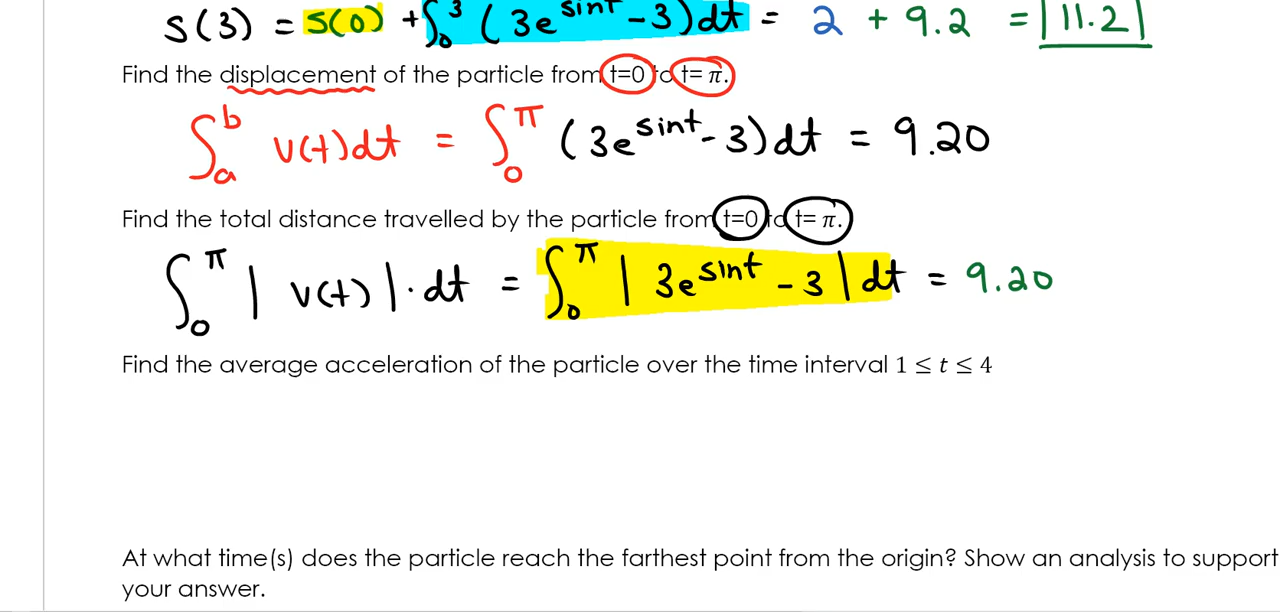 S(3) = S(0) + ∫₀³ (3e^sint − 3)dt = 2 + 9.2 = |11.2|
Find the displacement of the particle from t=0 to t= π.
∫ₐᵇ v(t)dt = ∫₀^π (3e^sint − 3)dt = 9.20
Find the total distance travelled by the particle from t=0 to t= π.
∫₀^π | v(t) | · dt = ∫₀^π | 3e^sint − 3 | dt = 9.20
Find the average acceleration of the particle over the time interval 1 ≤ t ≤ 4
At what time(s) does the particle reach the farthest point from the origin? Show an analysis to support
your answer.